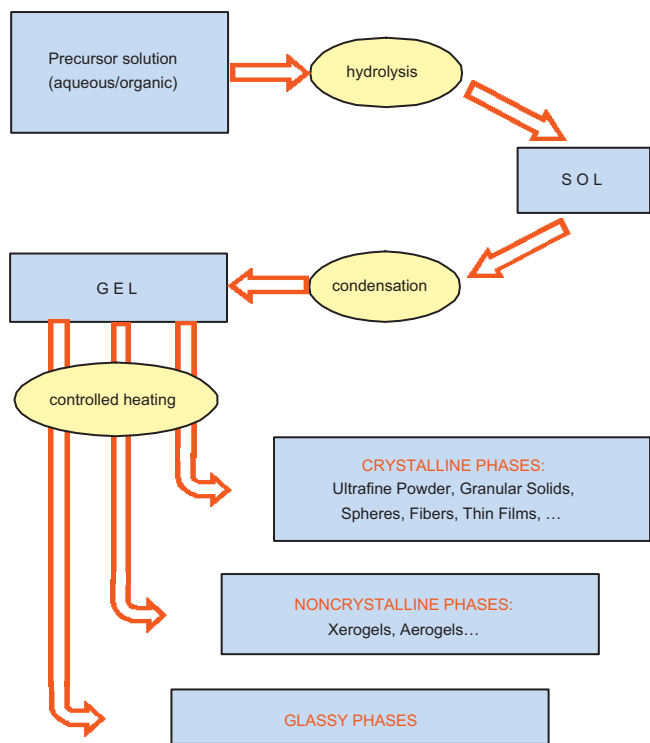 Precursor solution
(aqueous/organic)
hydrolysis
S O L
condensation
G E L
controlled heating
CRYSTALLINE PHASES:
Ultrafine Powder, Granular Solids,
Spheres, Fibers, Thin Films, …
NONCRYSTALLINE PHASES:
Xerogels, Aerogels…
GLASSY PHASES